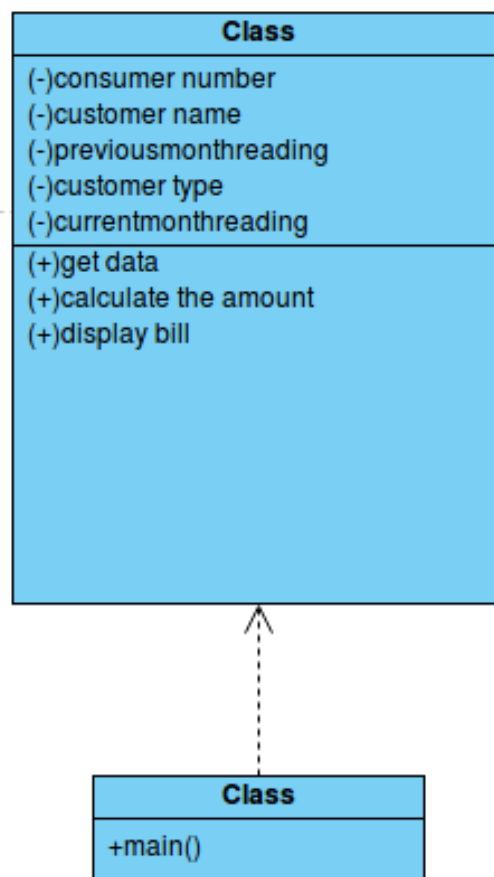 Class
(-)consumer number
(-)customer name
(-)previousmonthreading
(-)customer type
(-)currentmonthreading
(+)get data
(+)calculate the amount
(+)display bill
Class
+main()